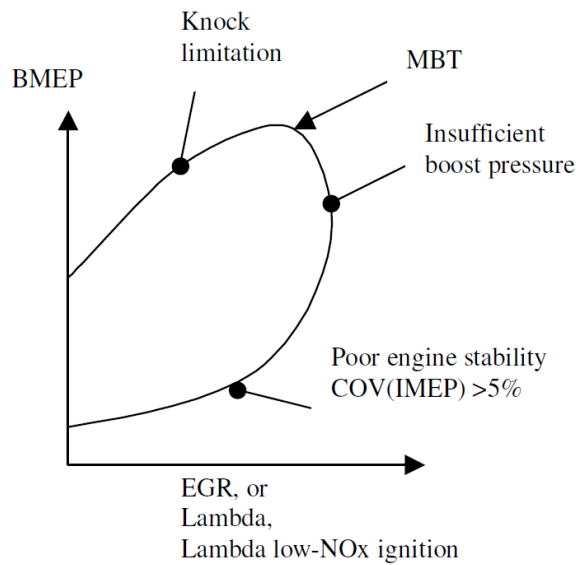 Knock
limitation
BMEP
MBT
Insufficient
boost pressure
Poor engine stability
COV(IMEP) >5%
EGR, or
Lambda,
Lambda low-NOx ignition